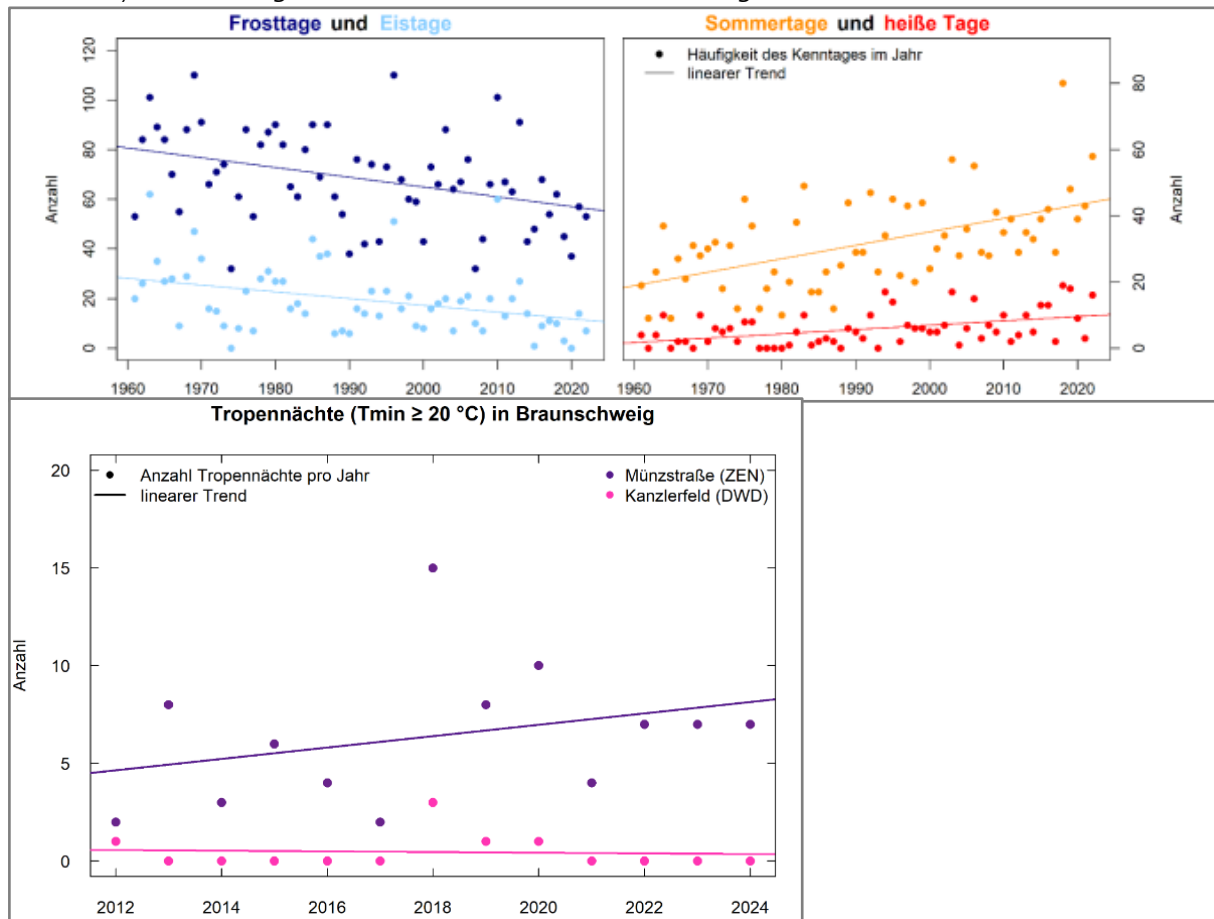 Frosttage und Eistage
Sommertage und heiße Tage
120
100
80
60
40
20
0
Anzahl
1960 1970 1980 1990 2000 2010 2020
Häufigkeit des Kenntages im Jahr
linearer Trend
80
60
40
20
0
Anzahl
1960 1970 1980 1990 2000 2010 2020
Tropennächte (Tmin ≥ 20 °C) in Braunschweig
Anzahl Tropennächte pro Jahr
linearer Trend
Münzstraße (ZEN)
Kanzlerfeld (DWD)
20
15
10
5
0
Anzahl
2012 2014 2016 2018 2020 2022 2024